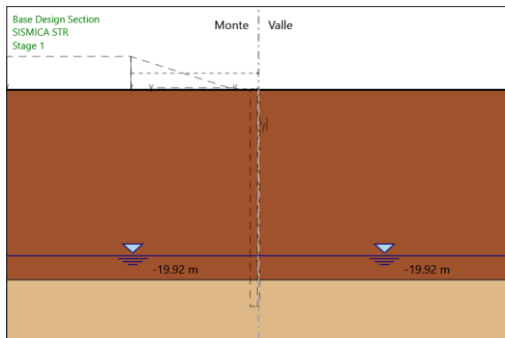 Base Design Section
SISMICA STR
Stage 1
Monte
Valle
-19.92 m
-19.92 m